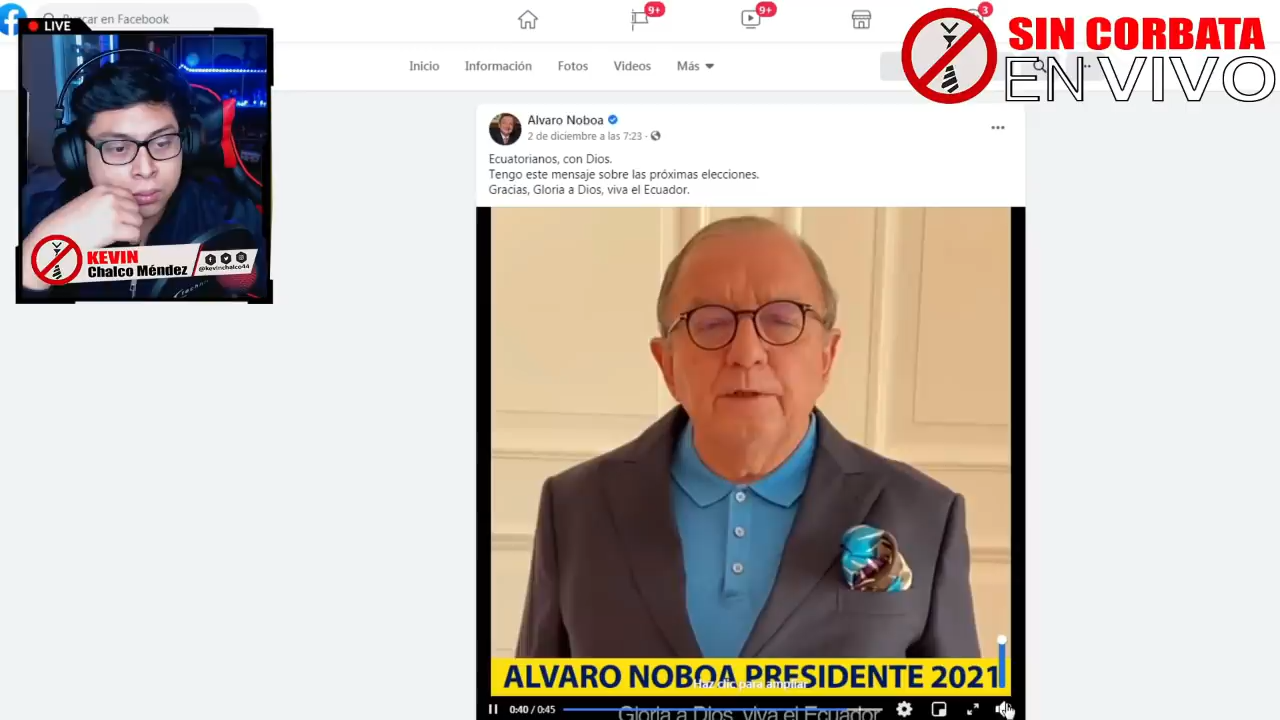 Buscar en Facebook
LIVE
9+
9+
3
SIN CORBATA
EN VIVO
Inicio
Información
Fotos
Videos
Más
Alvaro Noboa
2 de diciembre a las 7:23
Ecuatorianos, con Dios.
Tengo este mensaje sobre las próximas elecciones.
Gracias, Gloria a Dios, viva el Ecuador.
KEVIN
Chalco Méndez
@kevinchalco44
ALVARO NOBOA PRESIDENTE 2021
Haz clic para ampliar
0:40 / 0:45
Gloria a Dios, viva el Ecuador